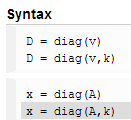 Syntax
D = diag(v)
D = diag(v,k)
x = diag(A)
x = diag(A,k)